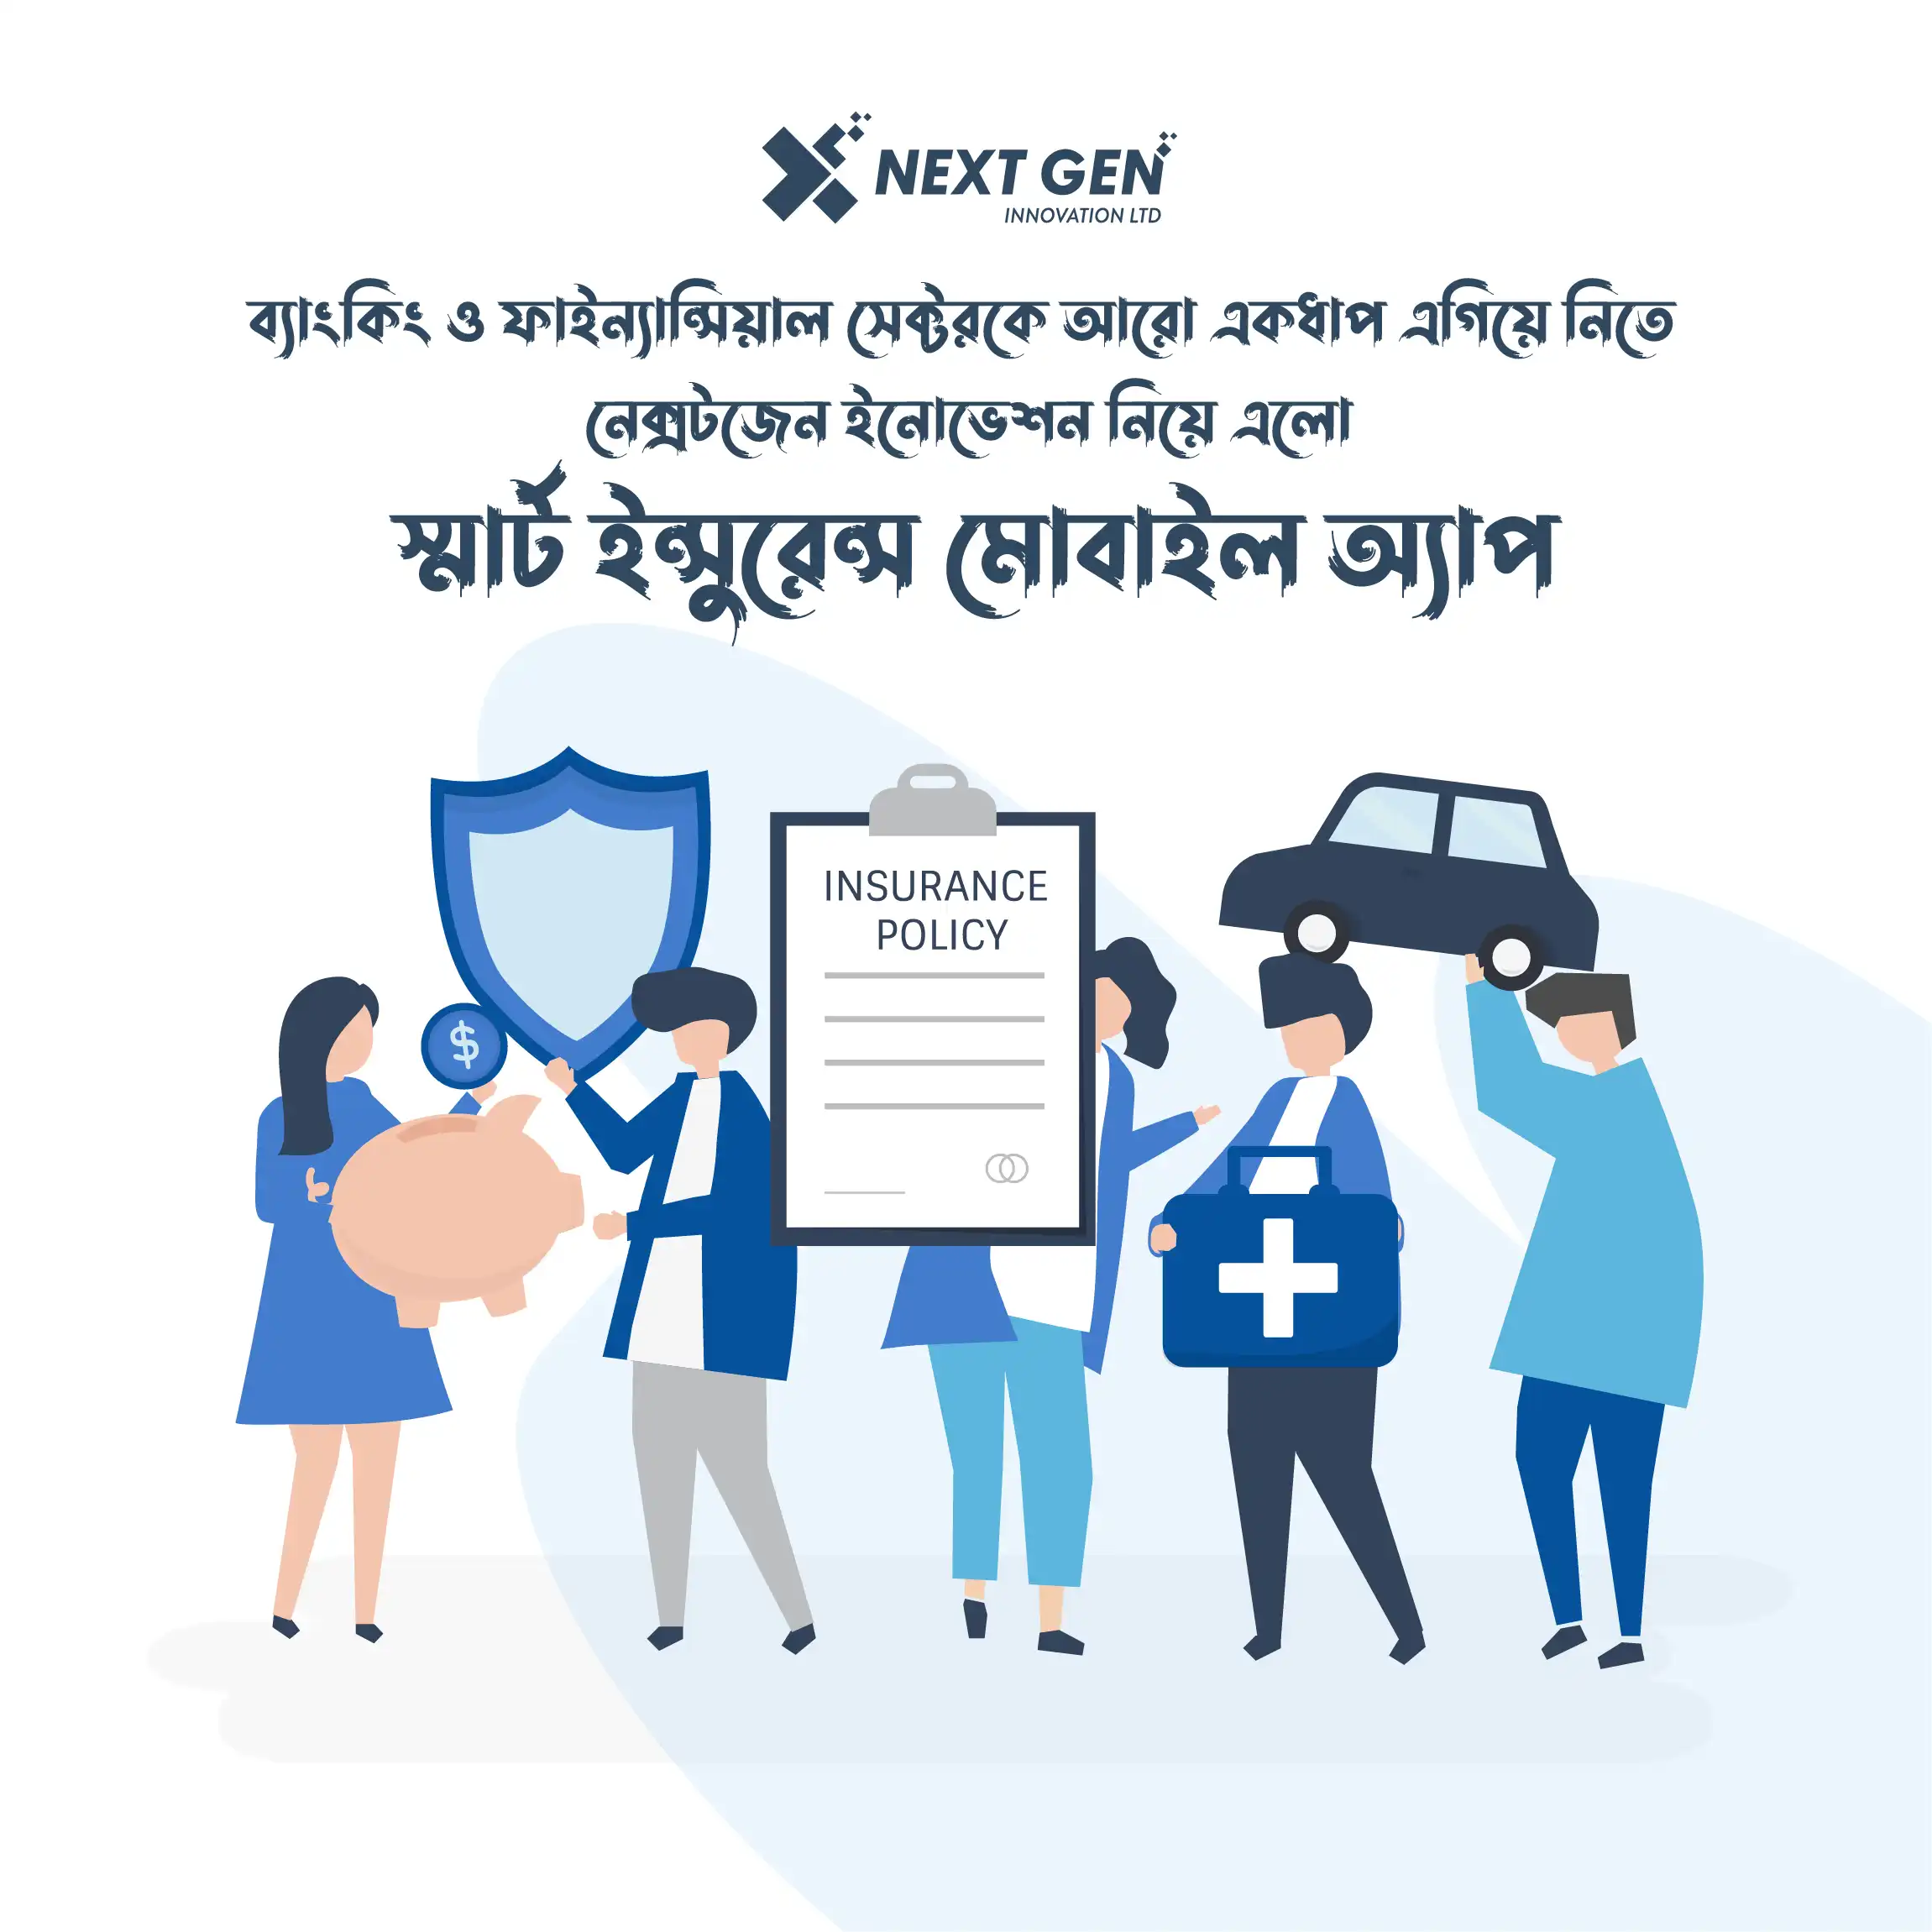 NEXT GEN
INNOVATION LTD
ব্যাংকিং ও ফাইন্যান্সিয়াল সেক্টরকে আরো একধাপ এগিয়ে নিতে
নেক্সটজেন ইনোভেশন নিয়ে এলো
স্মার্ট ইন্সুরেন্স মোবাইল অ্যাপ
INSURANCE
POLICY
$